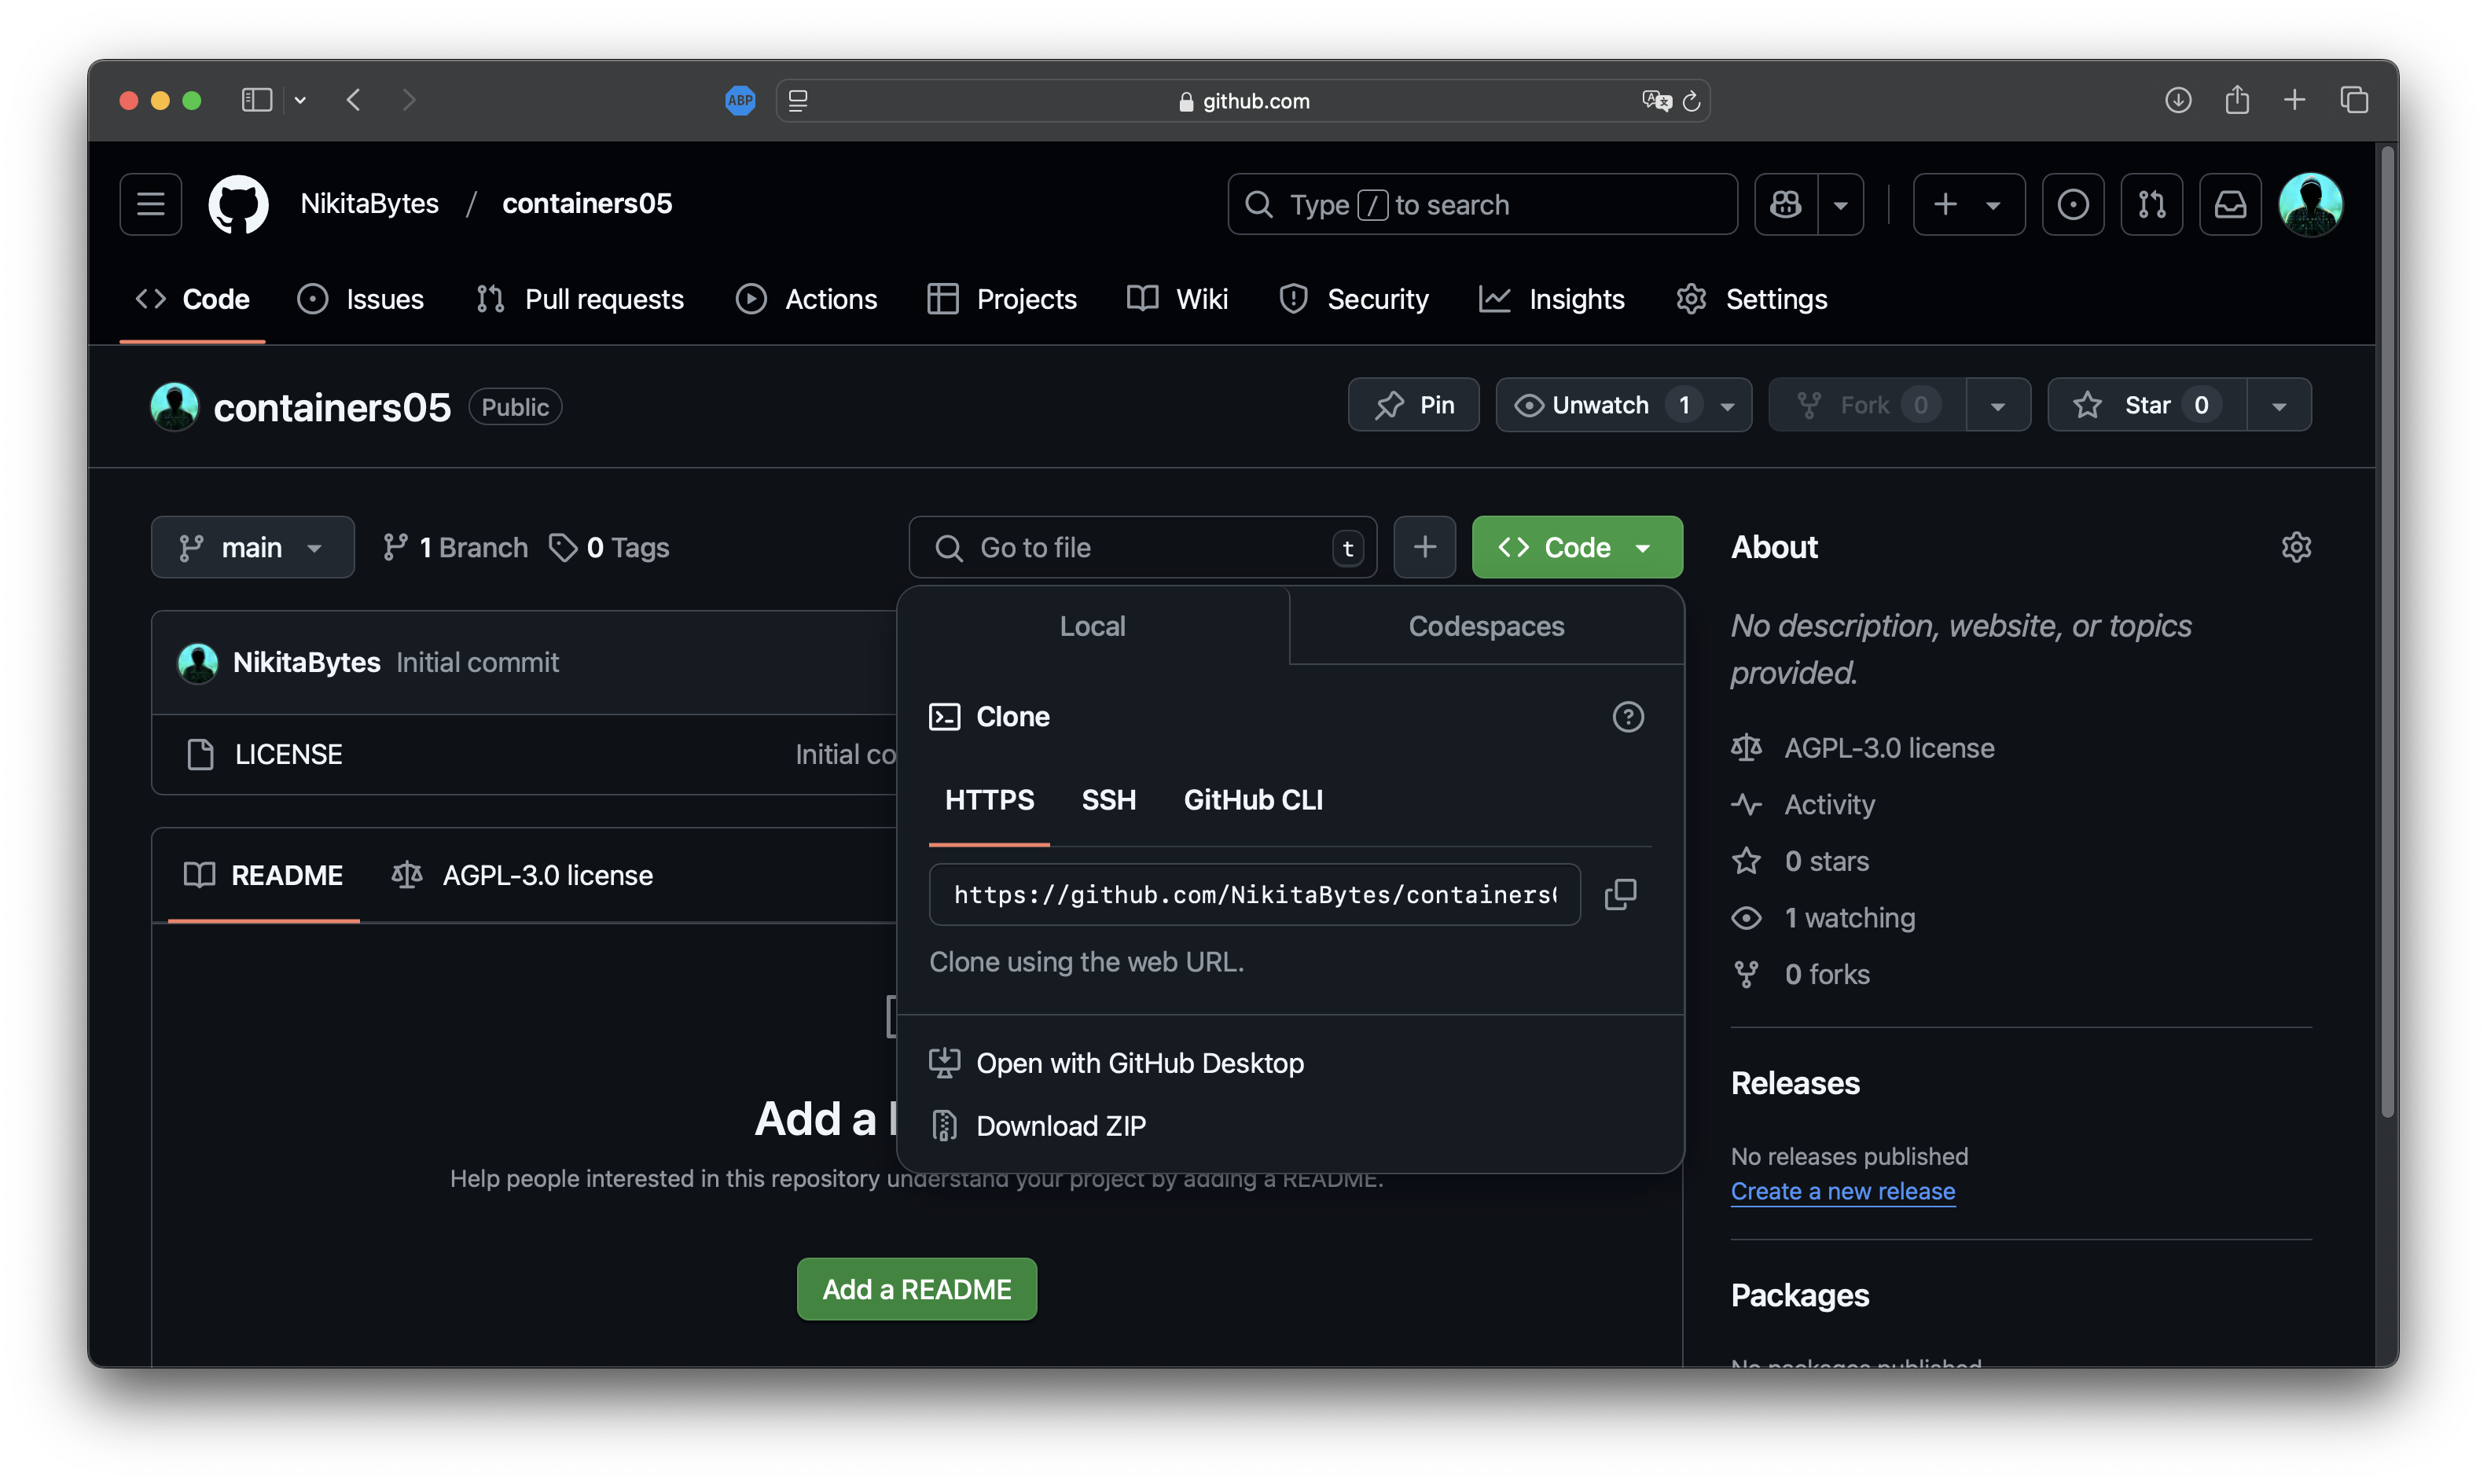 ABP
github.com
NikitaBytes / containers05
Type / to search
Code
Issues
Pull requests
Actions
Projects
Wiki
Security
Insights
Settings
containers05
Public
Pin
Unwatch 1
Fork 0
Star 0
main
1 Branch
0 Tags
Go to file
t
Code
NikitaBytes Initial commit
LICENSE
Initial co
README
AGPL-3.0 license
Add a
Help people interested in this repository understand your project by adding a README.
Add a README
Local
Codespaces
Clone
HTTPS
SSH
GitHub CLI
https://github.com/NikitaBytes/containers
Clone using the web URL.
Open with GitHub Desktop
Download ZIP
About
No description, website, or topics
provided.
AGPL-3.0 license
Activity
0 stars
1 watching
0 forks
Releases
No releases published
Create a new release
Packages
No packages published